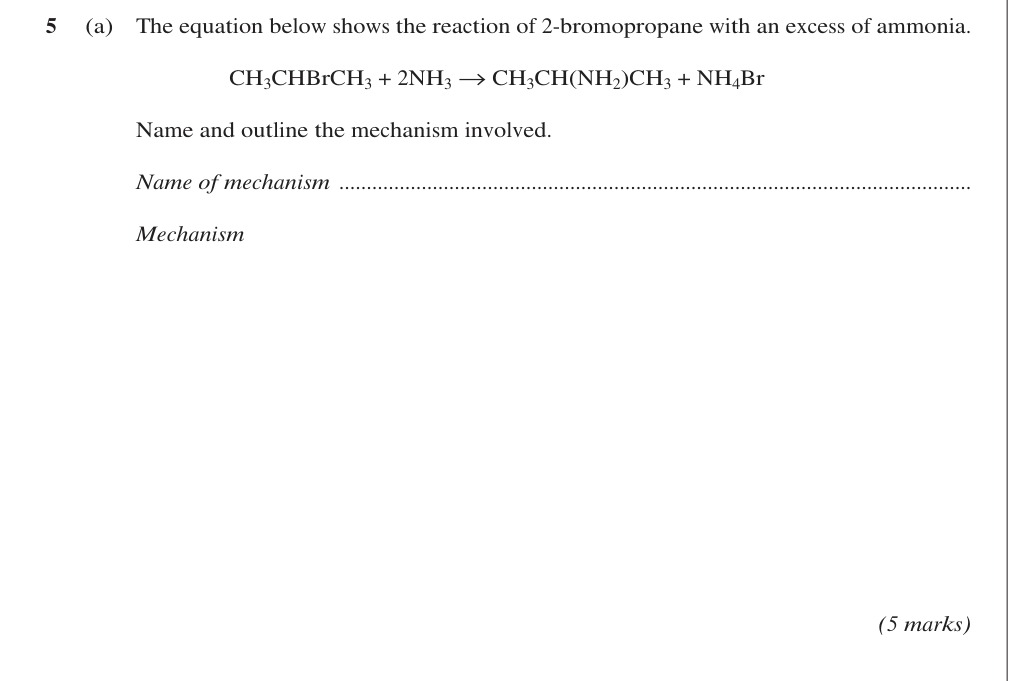 5 (a) The equation below shows the reaction of 2-bromopropane with an excess of ammonia.
CH₃CHBrCH₃ + 2NH₃ ⟶ CH₃CH(NH₂)CH₃ + NH₄Br
Name and outline the mechanism involved.
Name of mechanism ....................................................................................................................
Mechanism
(5 marks)